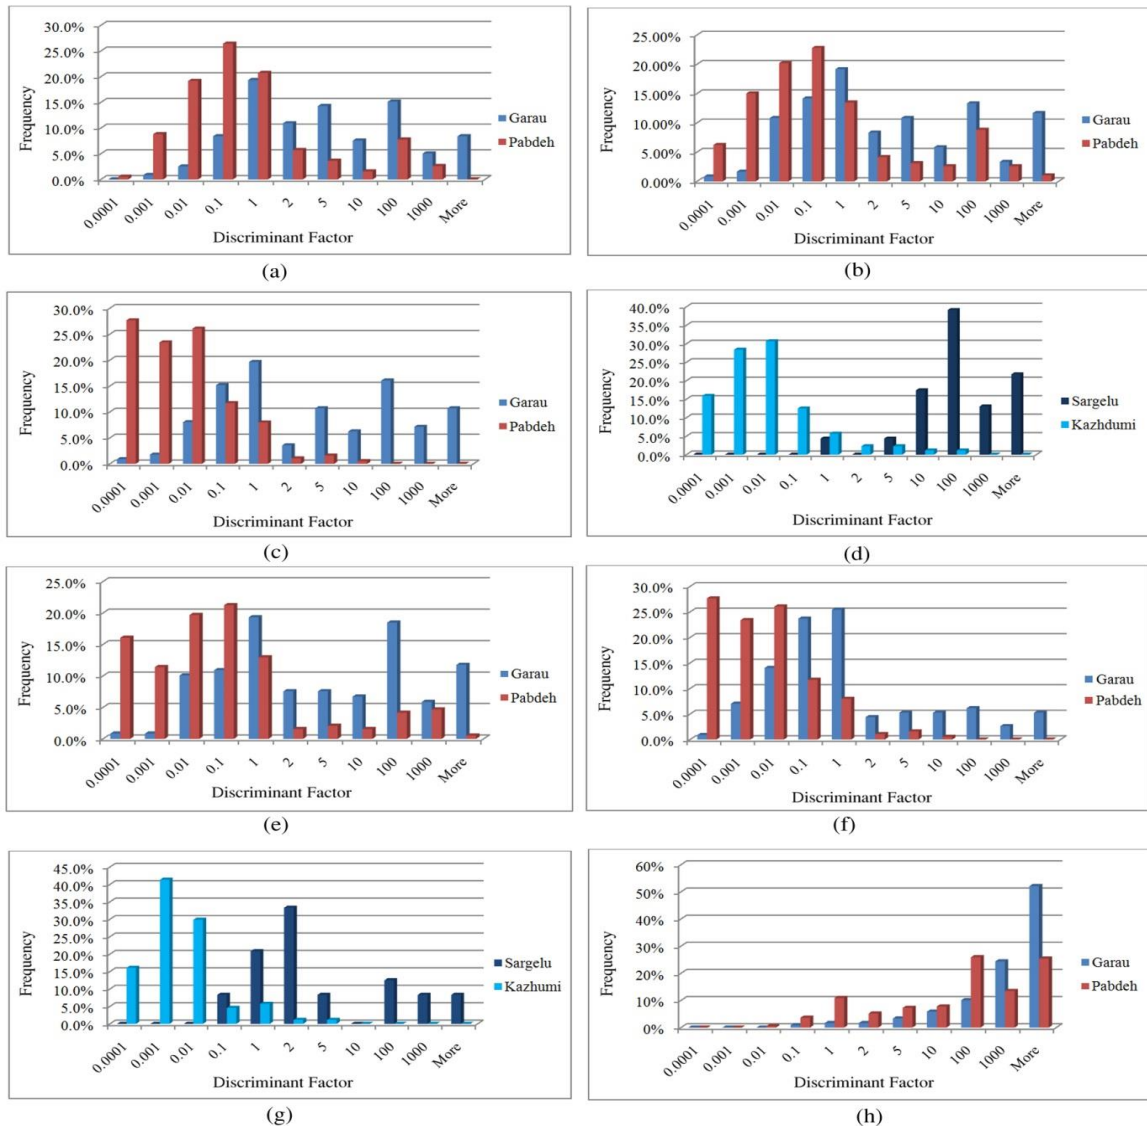 30.0%
25.0%
20.0%
15.0%
10.0%
5.0%
0.0%
Frequency
0.0001 0.001 0.01 0.1 1 2 5 10 100 1000 More
Discriminant Factor
Garau
Pabdeh
(a)
25.00%
20.00%
15.00%
10.00%
5.00%
0.00%
Frequency
0.0001 0.001 0.01 0.1 1 2 5 10 100 1000 More
Discriminant Factor
Garau
Pabdeh
(b)
30.0%
25.0%
20.0%
15.0%
10.0%
5.0%
0.0%
Frequency
0.0001 0.001 0.01 0.1 1 2 5 10 100 1000 More
Discriminant Factor
Garau
Pabdeh
(c)
40.0%
35.0%
30.0%
25.0%
20.0%
15.0%
10.0%
5.0%
0.0%
Frequency
0.0001 0.001 0.01 0.1 1 2 5 10 100 1000 More
Discriminant Factor
Sargelu
Kazhdumi
(d)
25.0%
20.0%
15.0%
10.0%
5.0%
0.0%
Frequency
0.0001 0.001 0.01 0.1 1 2 5 10 100 1000 More
Discriminant Factor
Garau
Pabdeh
(e)
30.0%
25.0%
20.0%
15.0%
10.0%
5.0%
0.0%
Frequency
0.0001 0.001 0.01 0.1 1 2 5 10 100 1000 More
Discriminant Factor
Garau
Pabdeh
(f)
45.0%
40.0%
35.0%
30.0%
25.0%
20.0%
15.0%
10.0%
5.0%
0.0%
Frequency
0.0001 0.001 0.01 0.1 1 2 5 10 100 1000 More
Discriminant Factor
Sargelu
Kazhumi
(g)
60%
50%
40%
30%
20%
10%
0%
Frequency
0.0001 0.001 0.01 0.1 1 2 5 10 100 1000 More
Discriminant Factor
Garau
Pabdeh
(h)